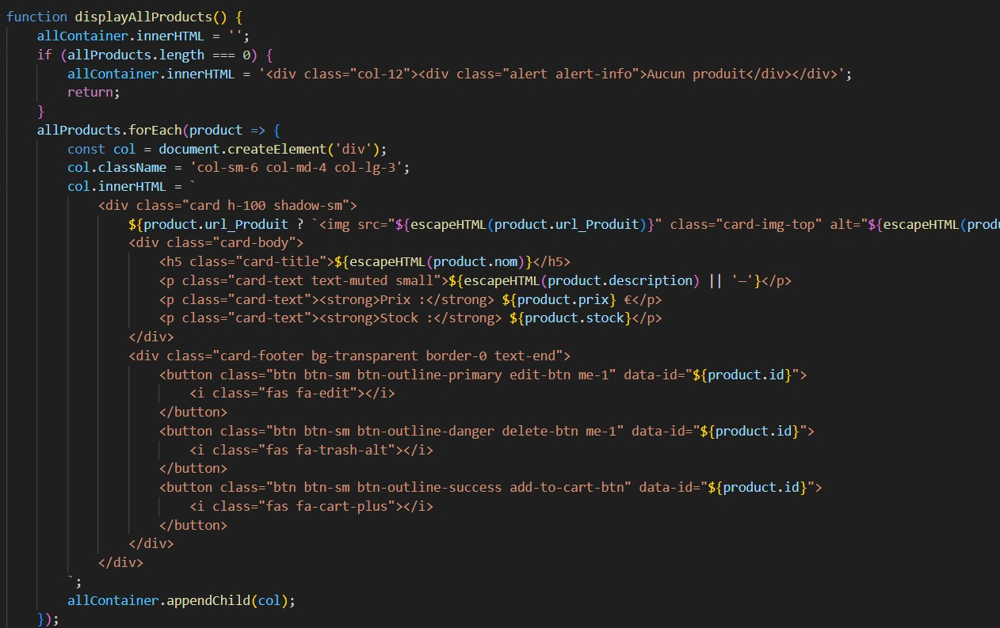 function displayAllProducts() {
    allContainer.innerHTML = '';
    if (allProducts.length === 0) {
        allContainer.innerHTML = '<div class="col-12"><div class="alert alert-info">Aucun produit</div></div>';
        return;
    }
    allProducts.forEach(product => {
        const col = document.createElement('div');
        col.className = 'col-sm-6 col-md-4 col-lg-3';
        col.innerHTML = `
            <div class="card h-100 shadow-sm">
                ${product.url_Produit ? `<img src="${escapeHTML(product.url_Produit)}" class="card-img-top" alt="${escapeHTML(produ
                <div class="card-body">
                    <h5 class="card-title">${escapeHTML(product.nom)}</h5>
                    <p class="card-text text-muted small">${escapeHTML(product.description) || '—'}</p>
                    <p class="card-text"><strong>Prix :</strong> ${product.prix} €</p>
                    <p class="card-text"><strong>Stock :</strong> ${product.stock}</p>
                </div>
                <div class="card-footer bg-transparent border-0 text-end">
                    <button class="btn btn-sm btn-outline-primary edit-btn me-1" data-id="${product.id}">
                        <i class="fas fa-edit"></i>
                    </button>
                    <button class="btn btn-sm btn-outline-danger delete-btn me-1" data-id="${product.id}">
                        <i class="fas fa-trash-alt"></i>
                    </button>
                    <button class="btn btn-sm btn-outline-success add-to-cart-btn" data-id="${product.id}">
                        <i class="fas fa-cart-plus"></i>
                    </button>
                </div>
            </div>
        `;
        allContainer.appendChild(col);
    });